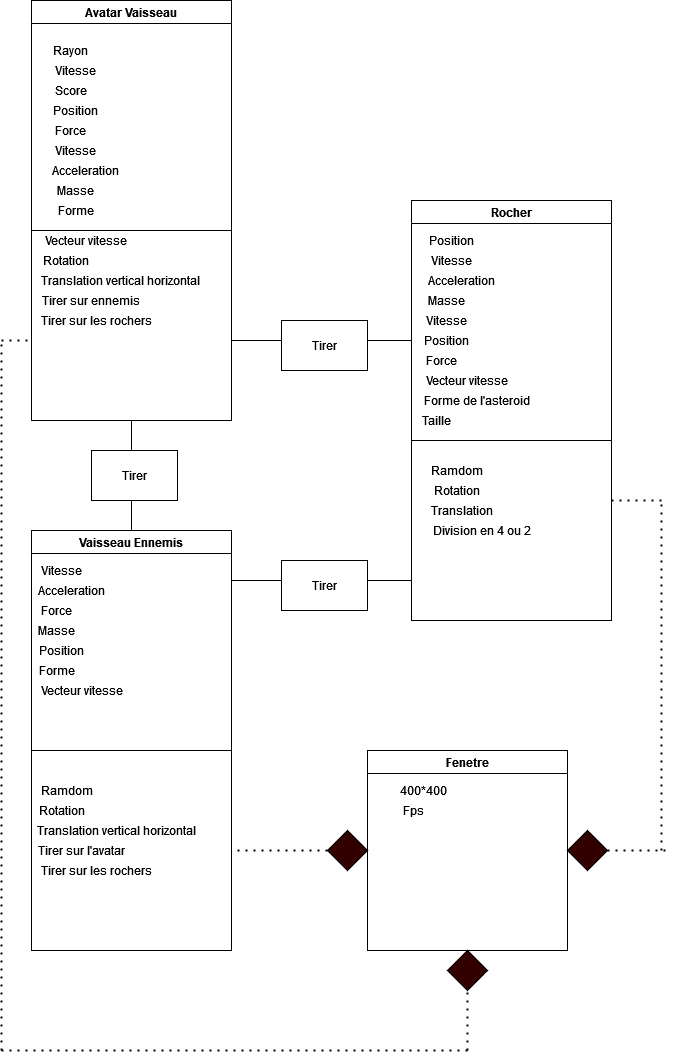 Avatar Vaisseau
Rayon
Vitesse
Score
Position
Force
Vitesse
Acceleration
Masse
Forme
Vecteur vitesse
Rotation
Translation vertical horizontal
Tirer sur ennemis
Tirer sur les rochers
Tirer
Rocher
Position
Vitesse
Acceleration
Masse
Vitesse
Position
Force
Vecteur vitesse
Forme de l'asteroid
Taille
Ramdom
Rotation
Translation
Division en 4 ou 2
Tirer
Vaisseau Ennemis
Vitesse
Acceleration
Force
Masse
Position
Forme
Vecteur vitesse
Ramdom
Rotation
Translation vertical horizontal
Tirer sur l'avatar
Tirer sur les rochers
Tirer
Fenetre
400*400
Fps